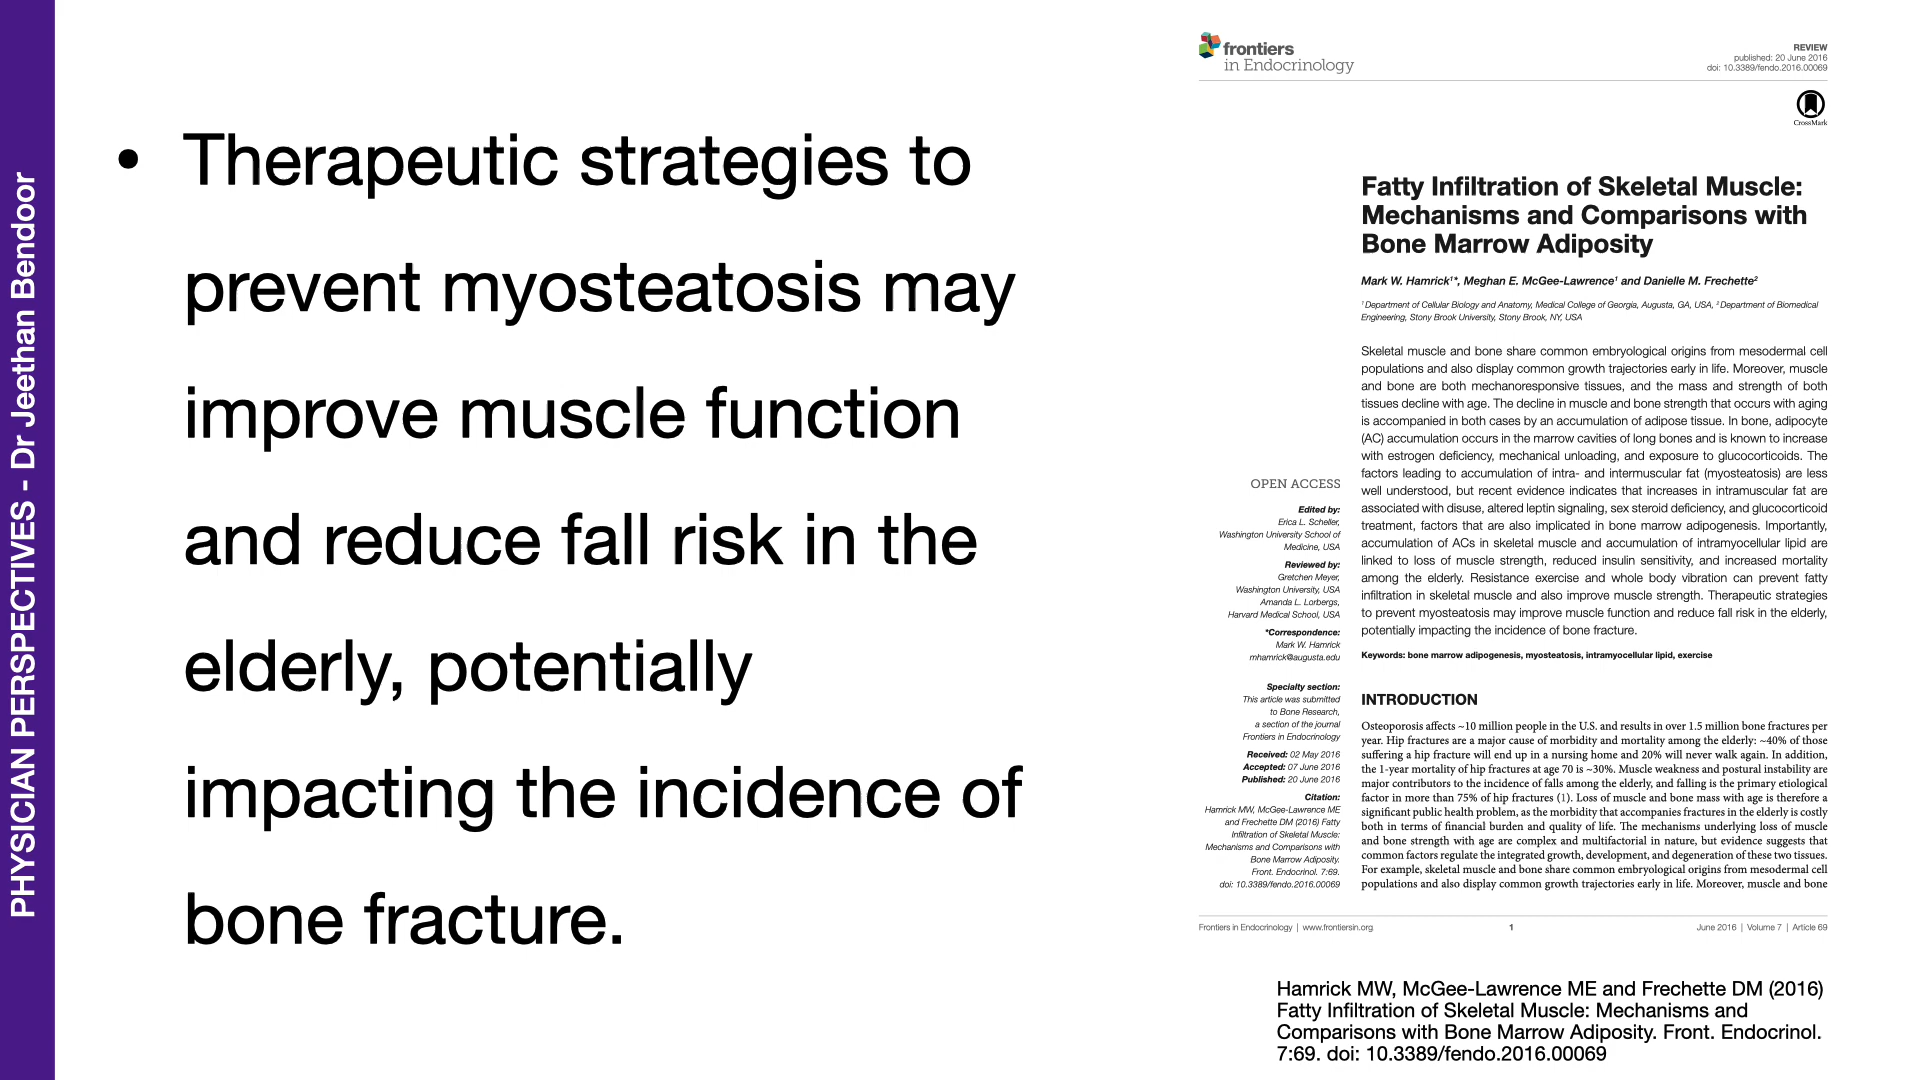 PHYSICIAN PERSPECTIVES - Dr Jeethan Bendoor
• Therapeutic strategies to
prevent myosteatosis may
improve muscle function
and reduce fall risk in the
elderly, potentially
impacting the incidence of
bone fracture.
frontiers
in Endocrinology
REVIEW
published: 20 June 2016
doi: 10.3389/fendo.2016.00069
CrossMark
Fatty Infiltration of Skeletal Muscle:
Mechanisms and Comparisons with
Bone Marrow Adiposity
Mark W. Hamrick¹*, Meghan E. McGee-Lawrence¹ and Danielle M. Frechette²
¹ Department of Cellular Biology and Anatomy, Medical College of Georgia, Augusta, GA, USA, ² Department of Biomedical
Engineering, Stony Brook University, Stony Brook, NY, USA
Skeletal muscle and bone share common embryological origins from mesodermal cell
populations and also display common growth trajectories early in life. Moreover, muscle
and bone are both mechanoresponsive tissues, and the mass and strength of both
tissues decline with age. The decline in muscle and bone strength that occurs with aging
is accompanied in both cases by an accumulation of adipose tissue. In bone, adipocyte
(AC) accumulation occurs in the marrow cavities of long bones and is known to increase
with estrogen deficiency, mechanical unloading, and exposure to glucocorticoids. The
factors leading to accumulation of intra- and intermuscular fat (myosteatosis) are less
well understood, but recent evidence indicates that increases in intramuscular fat are
associated with disuse, altered leptin signaling, sex steroid deficiency, and glucocorticoid
treatment, factors that are also implicated in bone marrow adipogenesis. Importantly,
accumulation of ACs in skeletal muscle and accumulation of intramyocellular lipid are
linked to loss of muscle strength, reduced insulin sensitivity, and increased mortality
among the elderly. Resistance exercise and whole body vibration can prevent fatty
infiltration in skeletal muscle and also improve muscle strength. Therapeutic strategies
to prevent myosteatosis may improve muscle function and reduce fall risk in the elderly,
potentially impacting the incidence of bone fracture.
Keywords: bone marrow adipogenesis, myosteatosis, intramyocellular lipid, exercise
OPEN ACCESS
Edited by:
Erica L. Scheller,
Washington University School of
Medicine, USA
Reviewed by:
Gretchen Meyer,
Washington University, USA
Amanda L. Lorbergs,
Harvard Medical School, USA
*Correspondence:
Mark W. Hamrick
mhamrick@augusta.edu
Specialty section:
This article was submitted
to Bone Research,
a section of the journal
Frontiers in Endocrinology
Received: 02 May 2016
Accepted: 07 June 2016
Published: 20 June 2016
Citation:
Hamrick MW, McGee-Lawrence ME
and Frechette DM (2016) Fatty
Infiltration of Skeletal Muscle:
Mechanisms and Comparisons with
Bone Marrow Adiposity.
Front. Endocrinol. 7:69.
doi: 10.3389/fendo.2016.00069
INTRODUCTION
Osteoporosis affects ~10 million people in the U.S. and results in over 1.5 million bone fractures per
year. Hip fractures are a major cause of morbidity and mortality among the elderly: ~40% of those
suffering a hip fracture will end up in a nursing home and 20% will never walk again. In addition,
the 1-year mortality of hip fractures at age 70 is ~30%. Muscle weakness and postural instability are
major contributors to the incidence of falls among the elderly, and falling is the primary etiological
factor in more than 75% of hip fractures (1). Loss of muscle and bone mass with age is therefore a
significant public health problem, as the morbidity that accompanies fractures in the elderly is costly
both in terms of financial burden and quality of life. The mechanisms underlying loss of muscle
and bone strength with age are complex and multifactorial in nature, but evidence suggests that
common factors regulate the integrated growth, development, and degeneration of these two tissues.
For example, skeletal muscle and bone share common embryological origins from mesodermal cell
populations and also display common growth trajectories early in life. Moreover, muscle and bone
Frontiers in Endocrinology | www.frontiersin.org
1
June 2016 | Volume 7 | Article 69
Hamrick MW, McGee-Lawrence ME and Frechette DM (2016)
Fatty Infiltration of Skeletal Muscle: Mechanisms and
Comparisons with Bone Marrow Adiposity. Front. Endocrinol.
7:69. doi: 10.3389/fendo.2016.00069